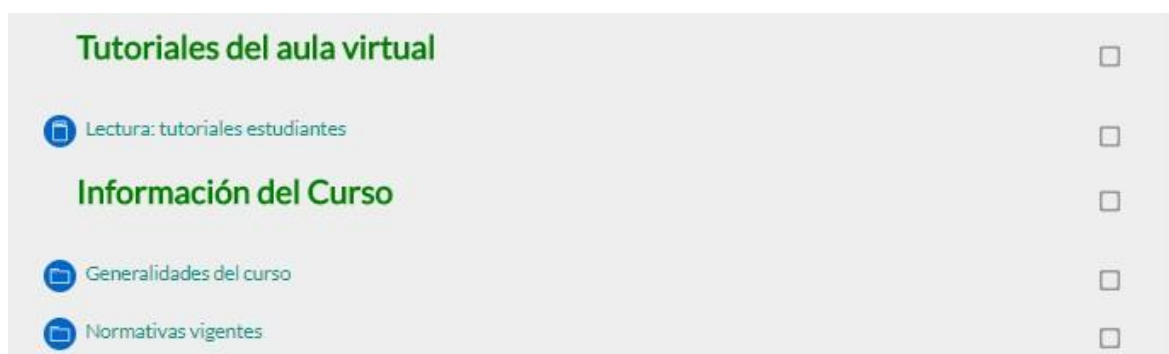 Tutoriales del aula virtual
Lectura: tutoriales estudiantes
Información del Curso
Generalidades del curso
Normativas vigentes